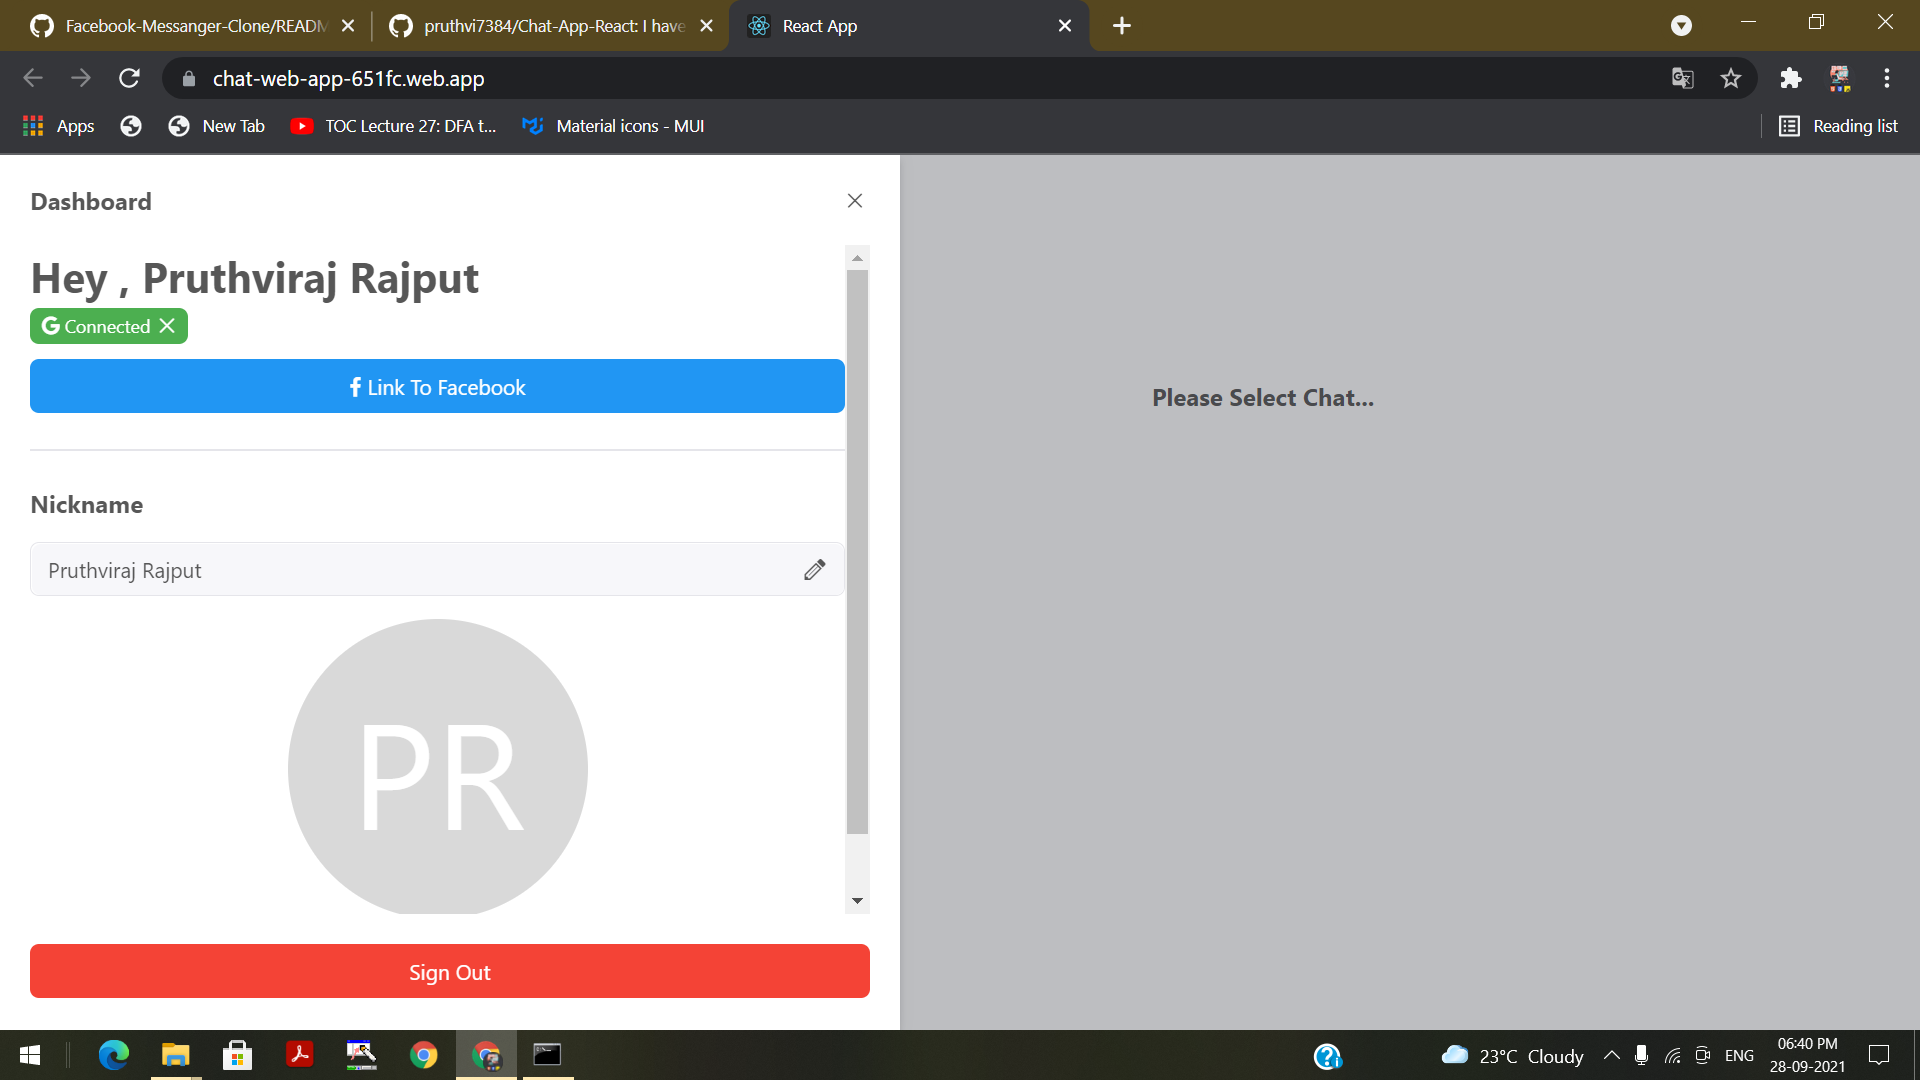 Facebook-Messanger-Clone/READM
pruthvi7384/Chat-App-React: I have
React App
chat-web-app-651fc.web.app
Apps
New Tab
TOC Lecture 27: DFA t...
Material icons - MUI
Reading list
Dashboard
Hey , Pruthviraj Rajput
G Connected
f Link To Facebook
Please Select Chat...
Nickname
Pruthviraj Rajput
PR
Sign Out
23°C Cloudy
ENG
06:40 PM
28-09-2021